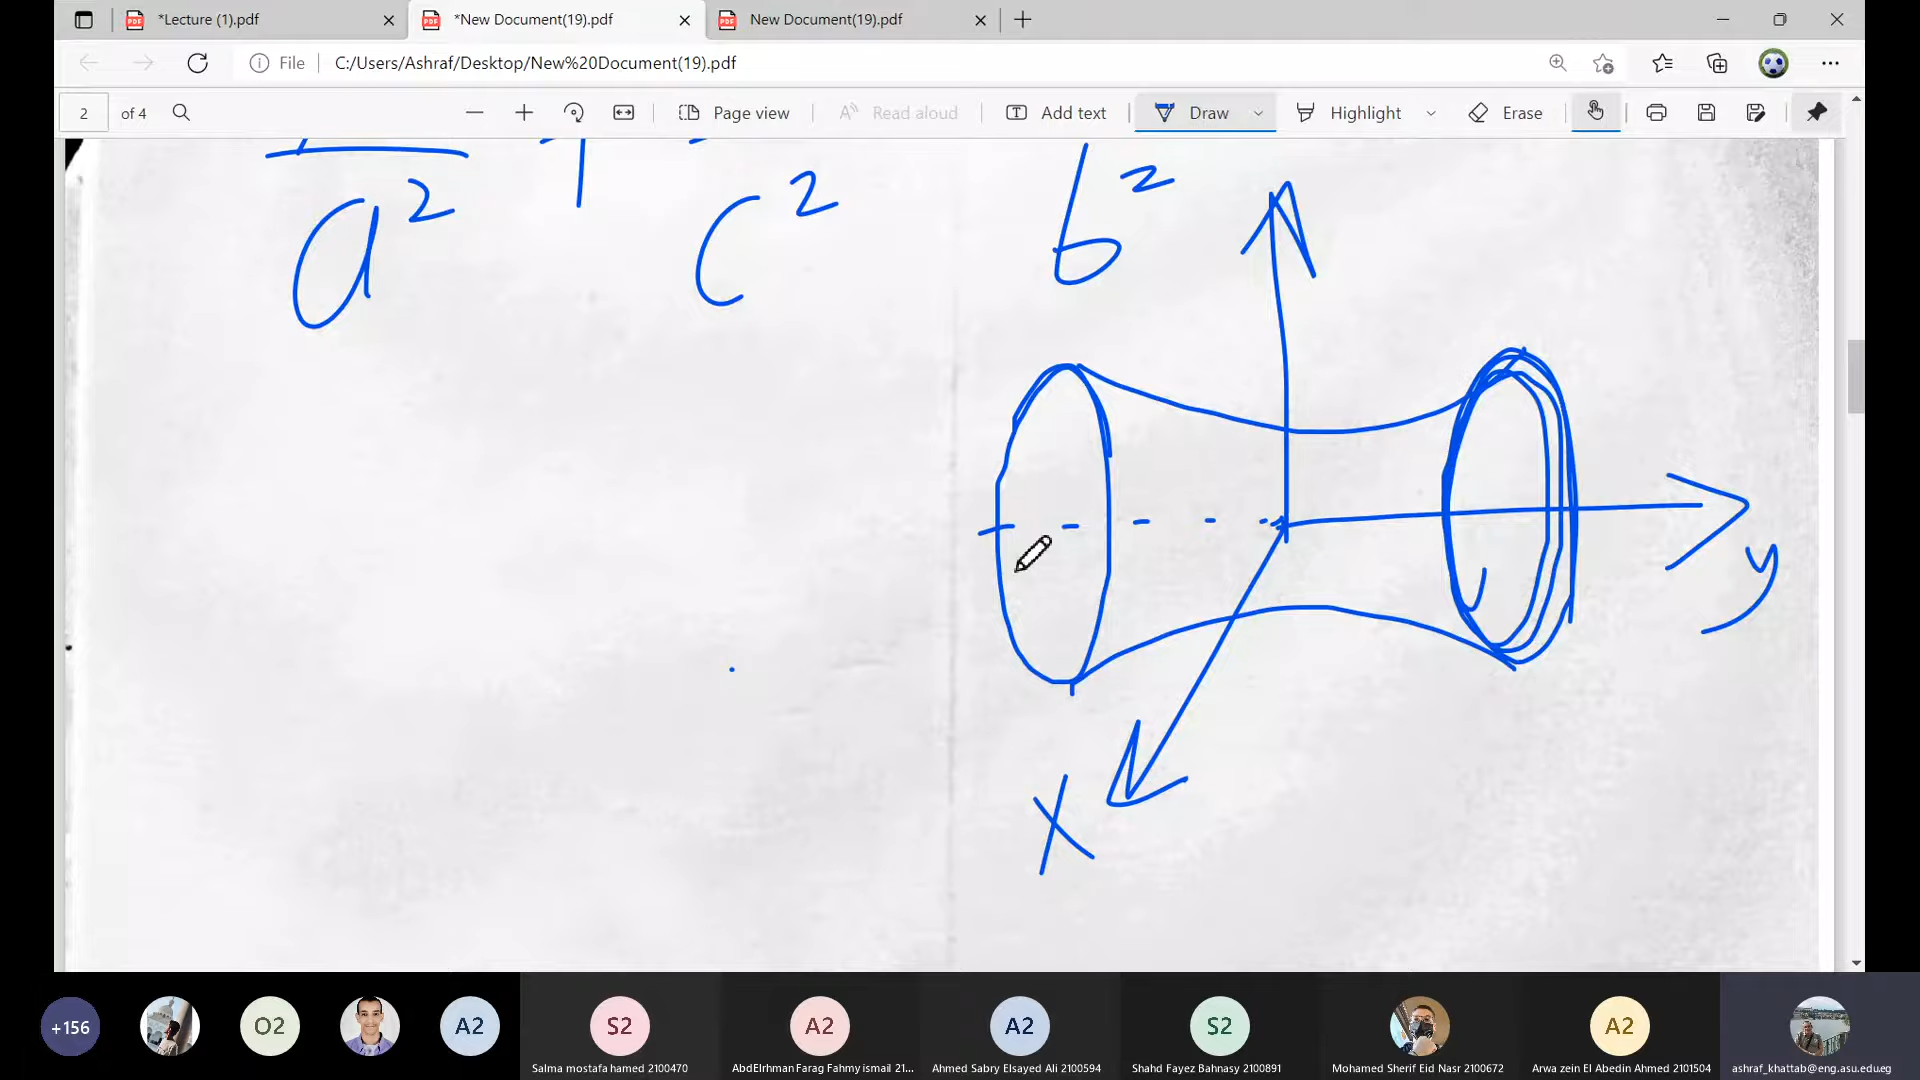 *Lecture (1).pdf
*New Document(19).pdf
New Document(19).pdf
File
C:/Users/Ashraf/Desktop/New%20Document(19).pdf
2 of 4
Page view
Read aloud
Add text
Draw
Highlight
Erase
a²
c²
b²
y
x
+156
O2
A2
S2
A2
A2
S2
A2
Salma mostafa hamed 2100470
AbdElrhman Farag Fahmy ismail 21...
Ahmed Sabry Elsayed Ali 2100594
Shahd Fayez Bahnasy 2100891
Mohamed Sherif Eid Nasr 2100672
Arwa zein El Abedin Ahmed 2101504
ashraf_khattab@eng.asu.edu.eg